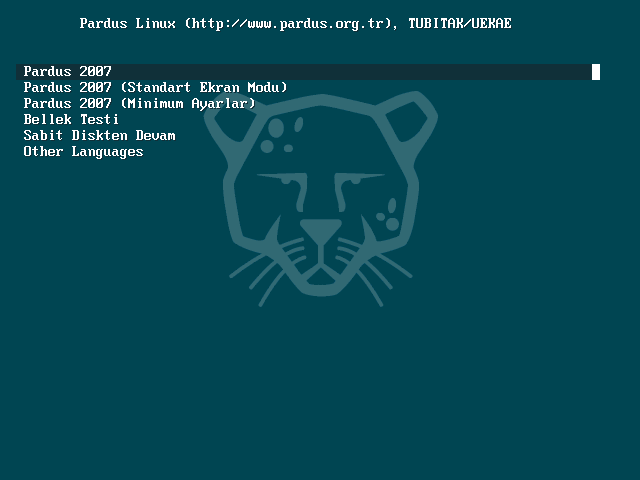 Pardus Linux (http://www.pardus.org.tr), TUBITAK/UEKAE
Pardus 2007
Pardus 2007 (Standart Ekran Modu)
Pardus 2007 (Minimum Ayarlar)
Bellek Testi
Sabit Diskten Devam
Other Languages